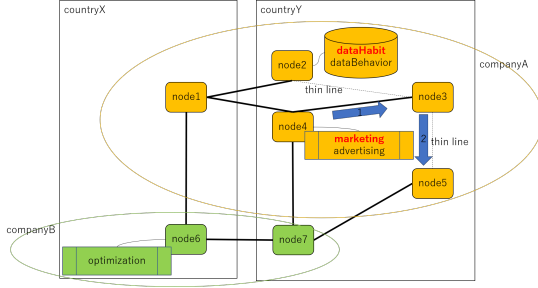 countryX
countryY
dataHabit
dataBehavior
node2
companyA
thin line
node1
node3
1
node4
2
thin line
marketing
advertising
node5
companyB
node6
node7
optimization